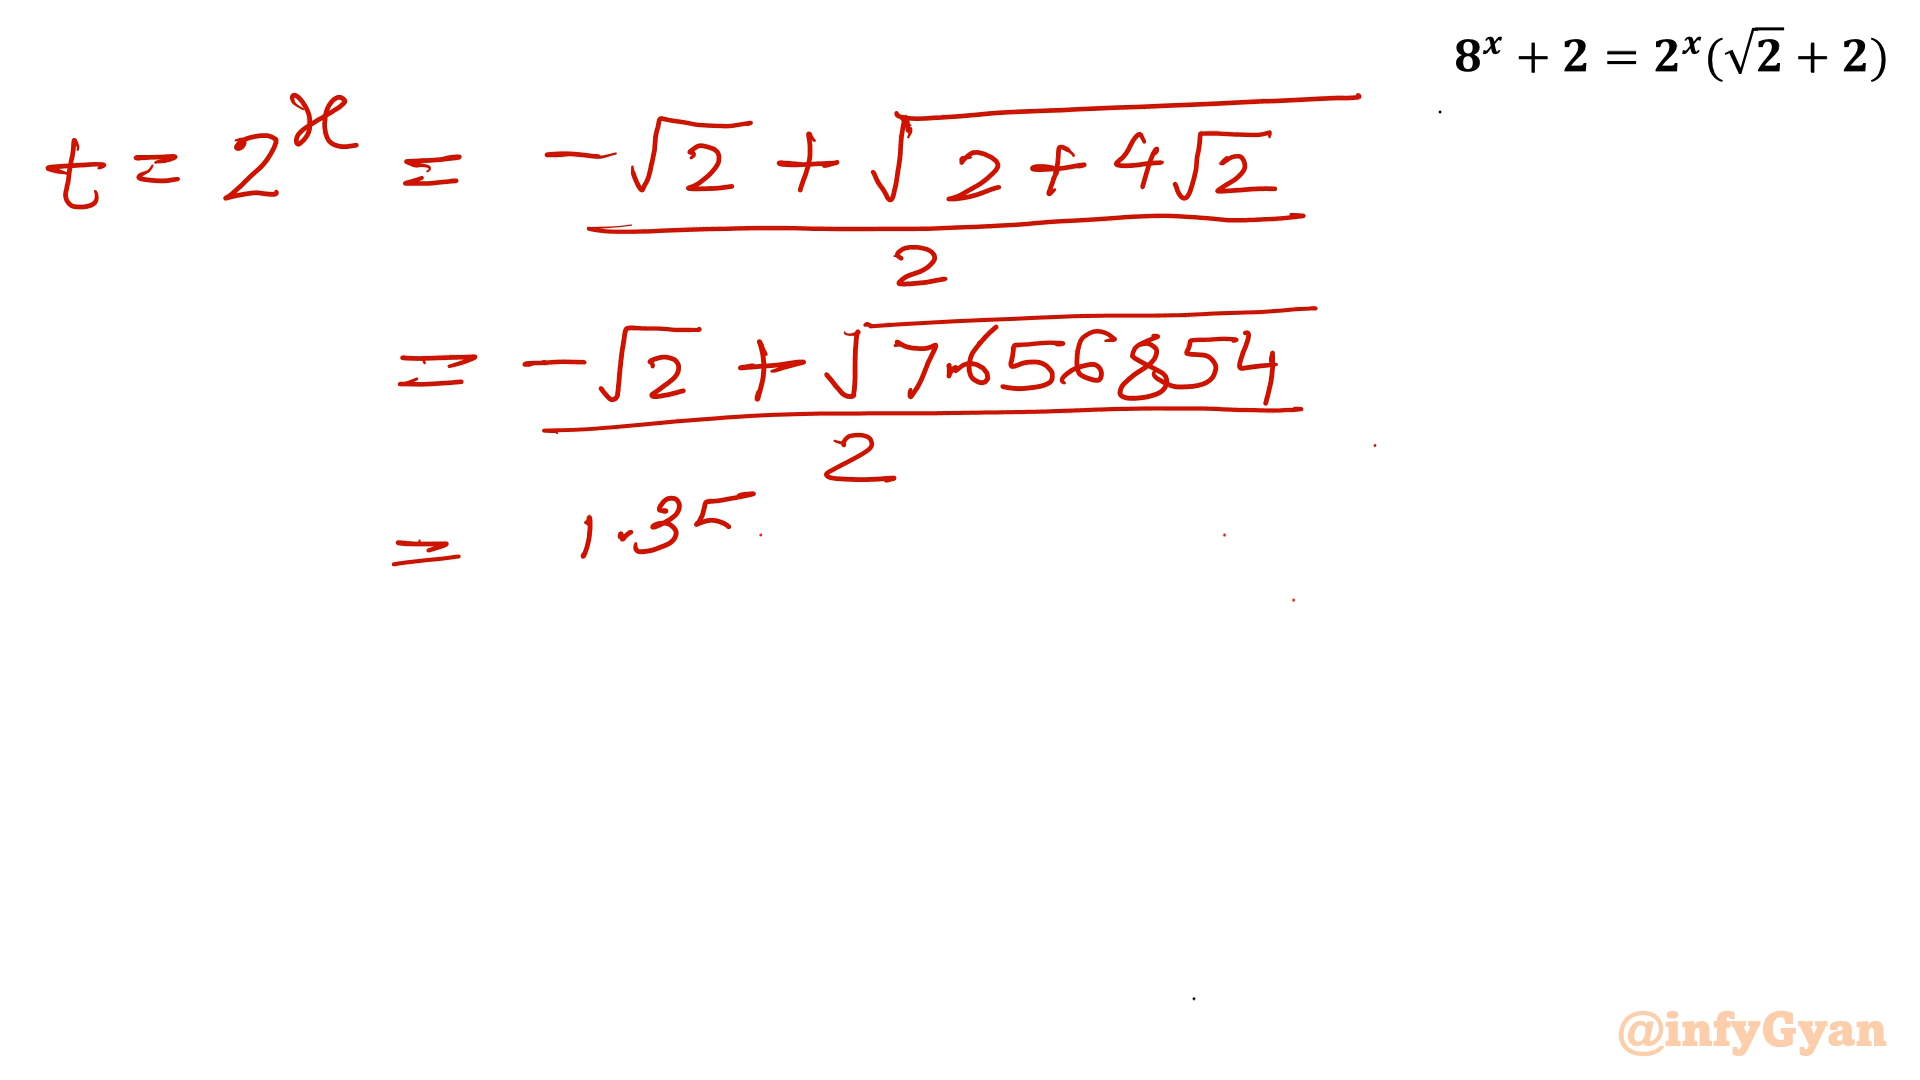 8^x + 2 = 2^x(√2 + 2)
t = 2^x = (-√2 + √(2 + 4√2)) / 2
= (-√2 + √7.656854) / 2
= 1.35
@infyGyan